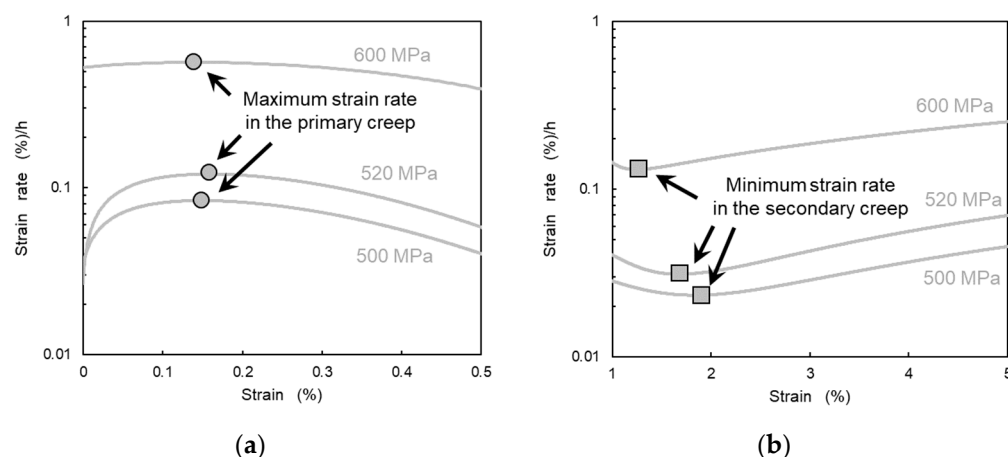 1
0.1
0.01
Strain rate (%)/h
600 MPa
Maximum strain rate
in the primary creep
520 MPa
500 MPa
0
0.1
0.2
0.3
0.4
0.5
Strain (%)
(a)
1
0.1
0.01
Strain rate (%)/h
600 MPa
Minimum strain rate
in the secondary creep
520 MPa
500 MPa
1
2
3
4
5
Strain (%)
(b)